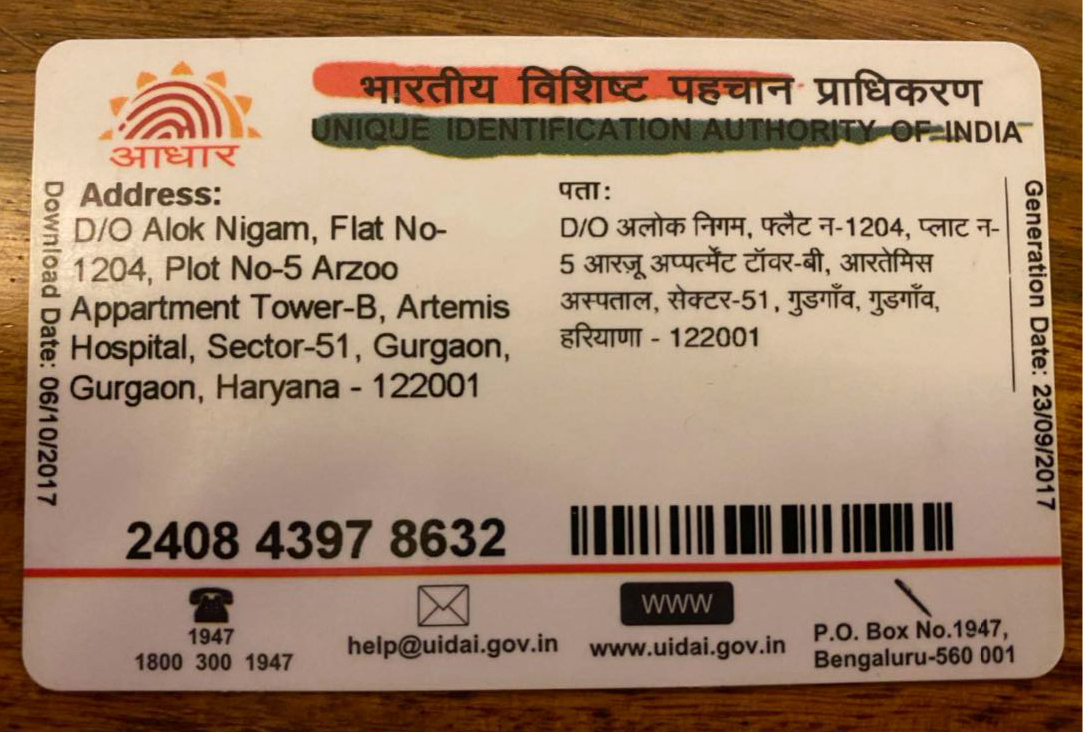 भारतीय विशिष्ट पहचान प्राधिकरण
UNIQUE IDENTIFICATION AUTHORITY OF INDIA
आधार
Address:
D/O Alok Nigam, Flat No-
1204, Plot No-5 Arzoo
Appartment Tower-B, Artemis
Hospital, Sector-51, Gurgaon,
Gurgaon, Haryana - 122001
पता:
D/O अलोक निगम, फ्लैट न-1204, प्लाट न-
5 आरज़ू अप्पर्त्मेंट टॉवर-बी, आरतेमिस
अस्पताल, सेक्टर-51, गुडगाँव, गुडगाँव,
हरियाणा - 122001
Download Date: 06/10/2017
Generation Date: 23/09/2017
2408 4397 8632
1947
1800 300 1947
help@uidai.gov.in
www
www.uidai.gov.in
P.O. Box No.1947,
Bengaluru-560 001